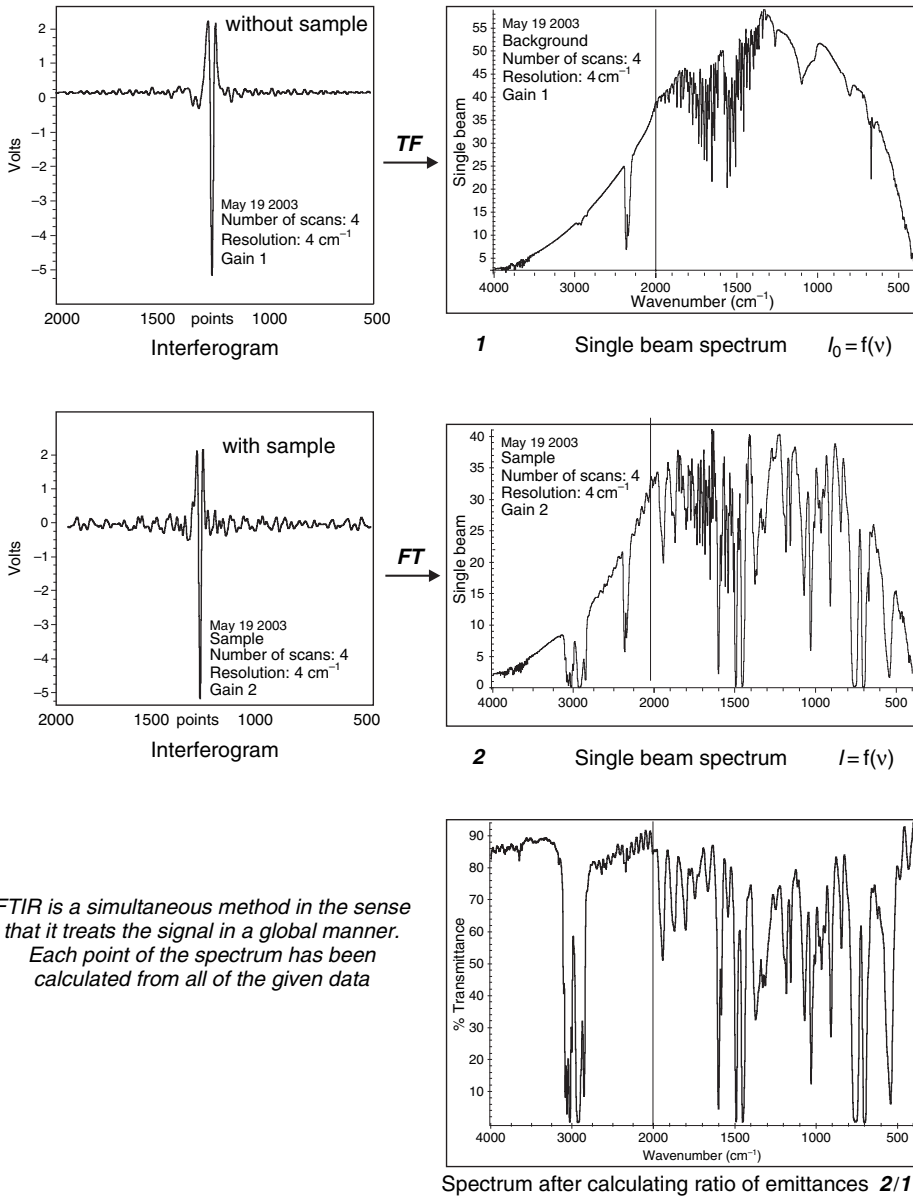 without sample
2
1
0
−1
−2
−3
−4
−5
Volts
May 19 2003
Number of scans: 4
Resolution: 4 cm⁻¹
Gain 1
2000 1500 points 1000 500
Interferogram
TF
May 19 2003
Background
Number of scans: 4
Resolution: 4 cm⁻¹
Gain 1
55
50
45
40
35
30
25
20
15
10
5
Single beam
4000 3000 2000 1500 1000 500
Wavenumber (cm⁻¹)
1 Single beam spectrum I₀ = f(ν)
with sample
2
1
0
−1
−2
−3
−4
−5
Volts
May 19 2003
Sample
Number of scans: 4
Resolution: 4 cm⁻¹
Gain 2
2000 1500 points 1000 500
Interferogram
FT
May 19 2003
Sample
Number of scans: 4
Resolution: 4 cm⁻¹
Gain 2
40
35
30
25
20
15
10
5
0
Single beam
4000 3000 2000 1500 1000 500
2 Single beam spectrum I = f(ν)
FTIR is a simultaneous method in the sense
that it treats the signal in a global manner.
Each point of the spectrum has been
calculated from all of the given data
90
80
70
60
50
40
30
20
10
% Transmittance
4000 3000 2000 1500 1000 500
Wavenumber (cm⁻¹)
Spectrum after calculating ratio of emittances 2/1